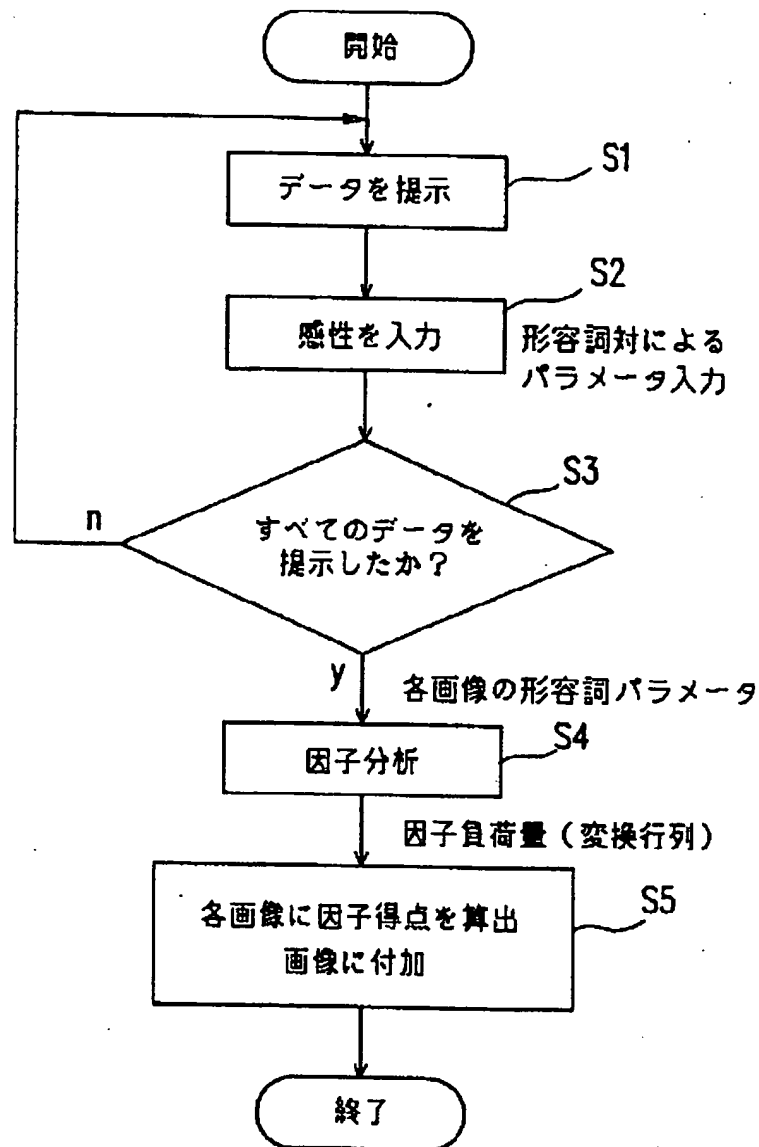 開始
データを提示
S1
感性を入力
S2
形容詞対による
パラメータ入力
すべてのデータを
提示したか？
S3
n
y
各画像の形容詞パラメータ
因子分析
S4
因子負荷量（変換行列）
各画像に因子得点を算出
画像に付加
S5
終了